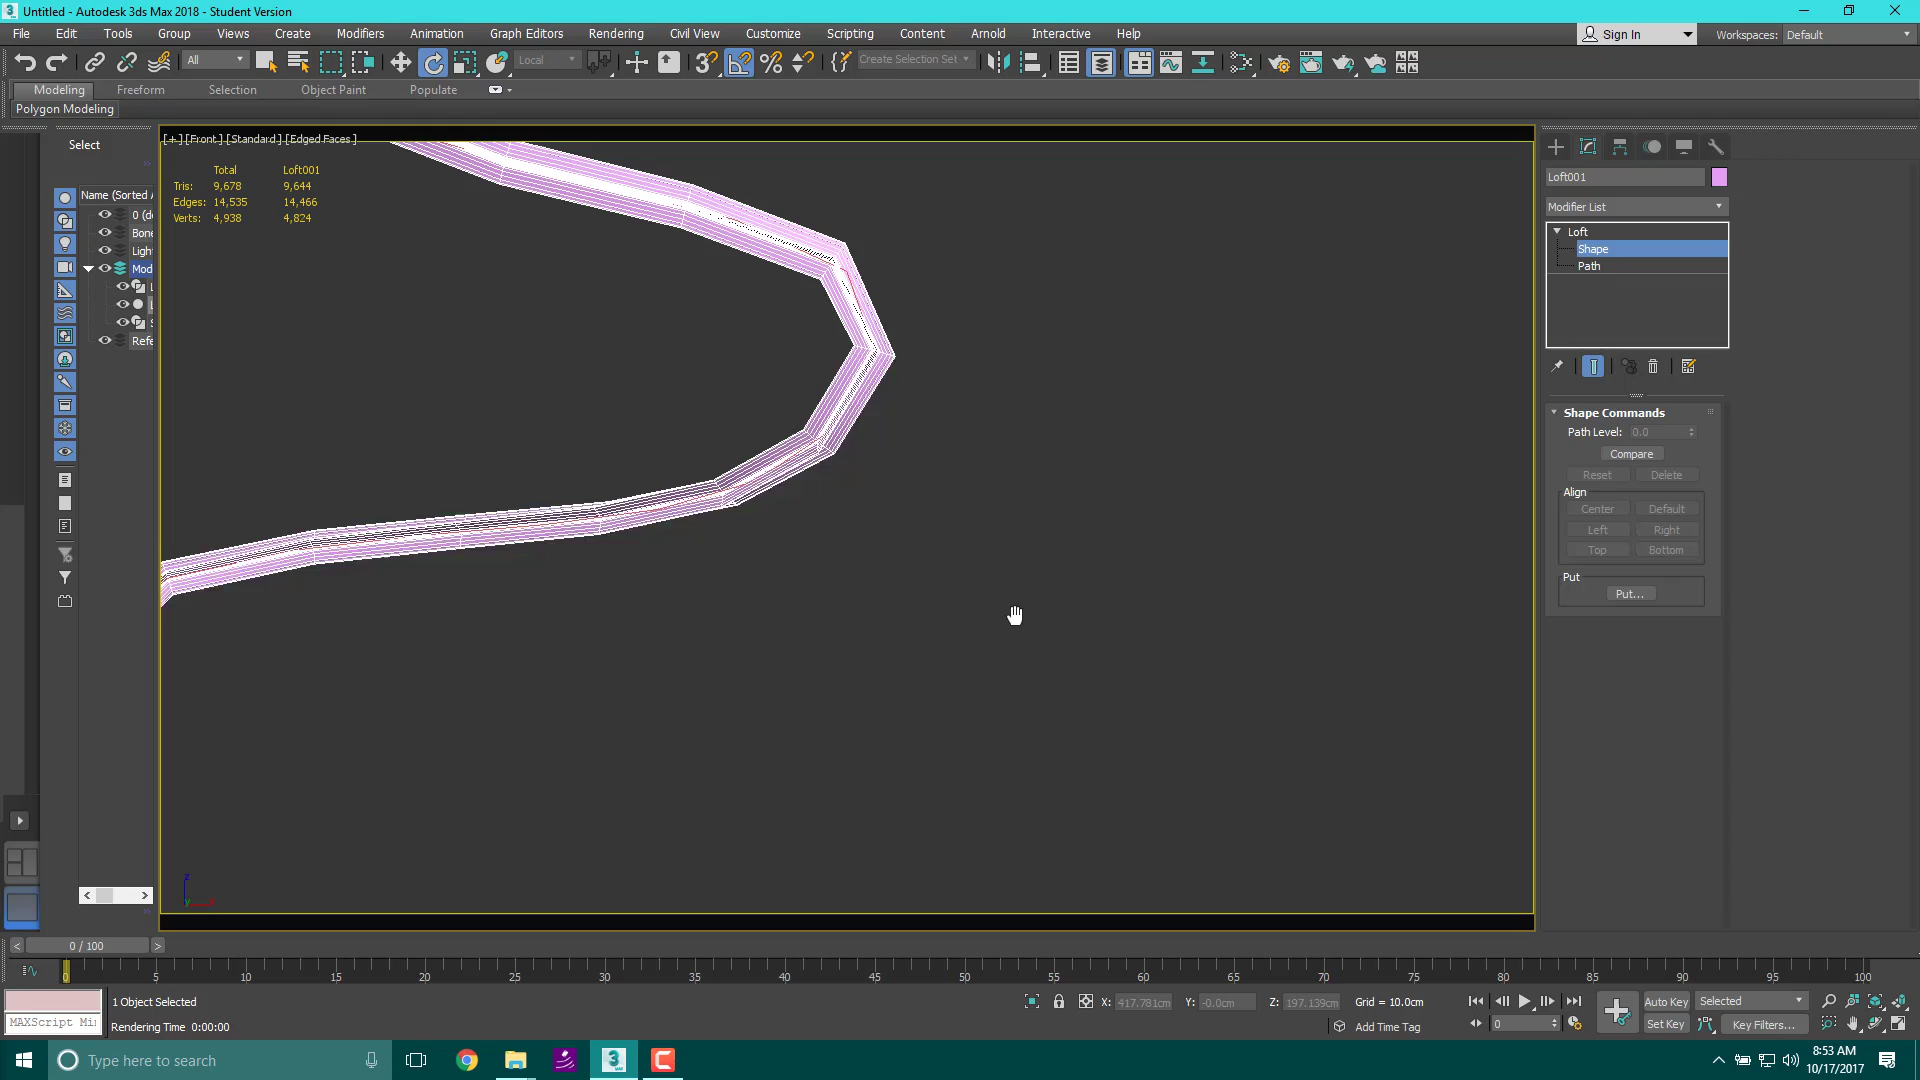 Untitled - Autodesk 3ds Max 2018 - Student Version
File Edit Tools Group Views Create Modifiers Animation Graph Editors Rendering Civil View Customize Scripting Content Arnold Interactive Help
Sign In
Workspaces: Default
All
Local
Create Selection Set
Modeling Freeform Selection Object Paint Populate
Polygon Modeling
Select
Name (Sorted A
0 (d
Bone
Light
Mod
Refe
[+] [Front] [Standard] [Edged Faces]
Total Loft001
Tris: 9,678 9,644
Edges: 14,535 14,466
Verts: 4,938 4,824
Loft001
Modifier List
Loft
Shape
Path
Shape Commands
Path Level: 0.0
Compare
Reset Delete
Align
Center Default
Left Right
Top Bottom
Put
Put...
z
x
y
< 0 / 100 >
0 5 10 15 20 25 30 35 40 45 50 55 60 65 70 75 80 85 90 95 100
1 Object Selected
MAXScript Mi
Rendering Time 0:00:00
X: 417.781cm Y: -0.0cm Z: 197.139cm Grid = 10.0cm
Add Time Tag
0
Auto Key Selected
Set Key Key Filters...
Type here to search
8:53 AM
10/17/2017